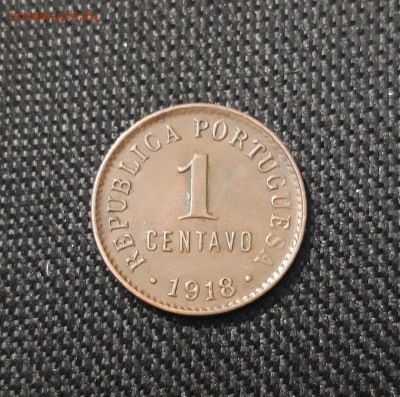 REPUBLICA PORTUGUESA
1
CENTAVO
· 1918 ·